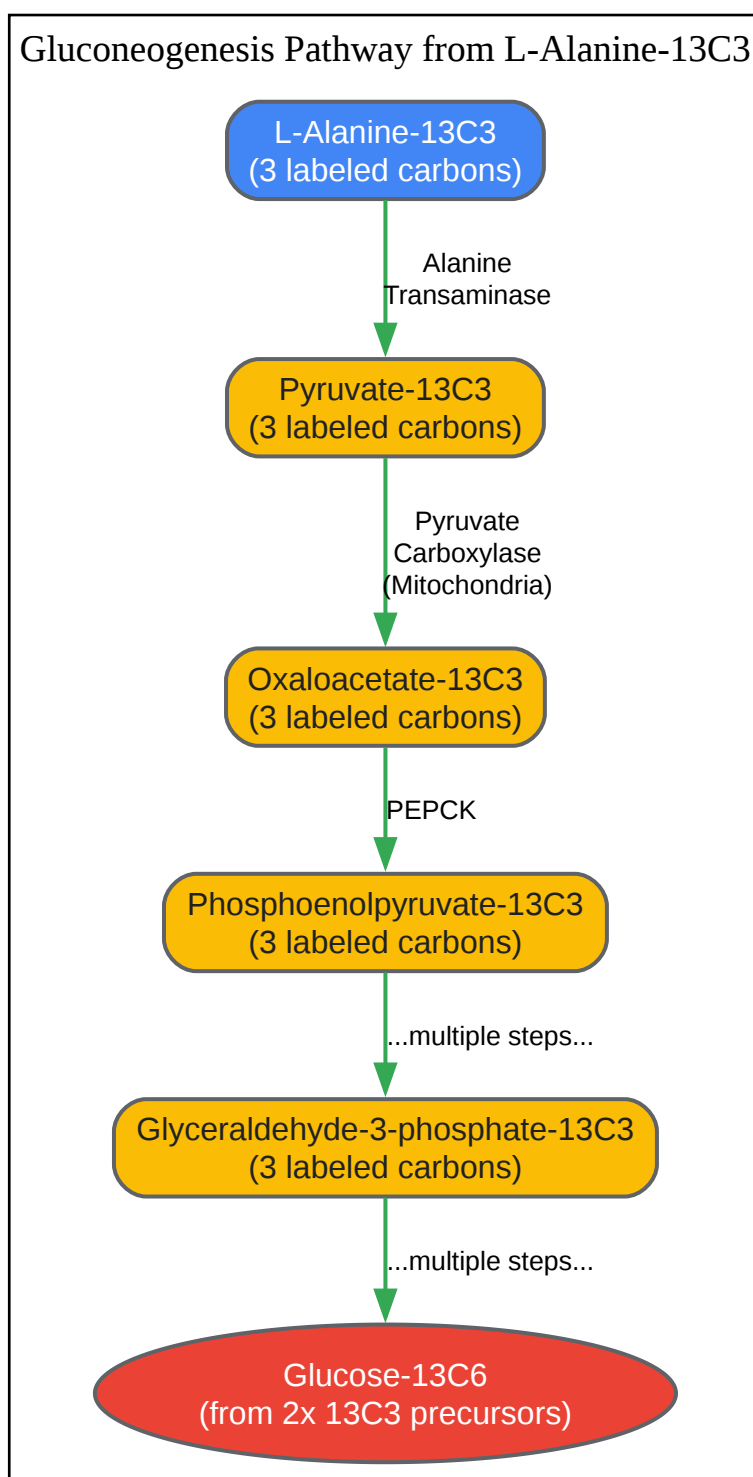 Gluconeogenesis Pathway from L-Alanine-13C3
L-Alanine-13C3
(3 labeled carbons)
Alanine
Transaminase
Pyruvate-13C3
(3 labeled carbons)
Pyruvate
Carboxylase
(Mitochondria)
Oxaloacetate-13C3
(3 labeled carbons)
PEPCK
Phosphoenolpyruvate-13C3
(3 labeled carbons)
...multiple steps...
Glyceraldehyde-3-phosphate-13C3
(3 labeled carbons)
...multiple steps...
Glucose-13C6
(from 2x 13C3 precursors)